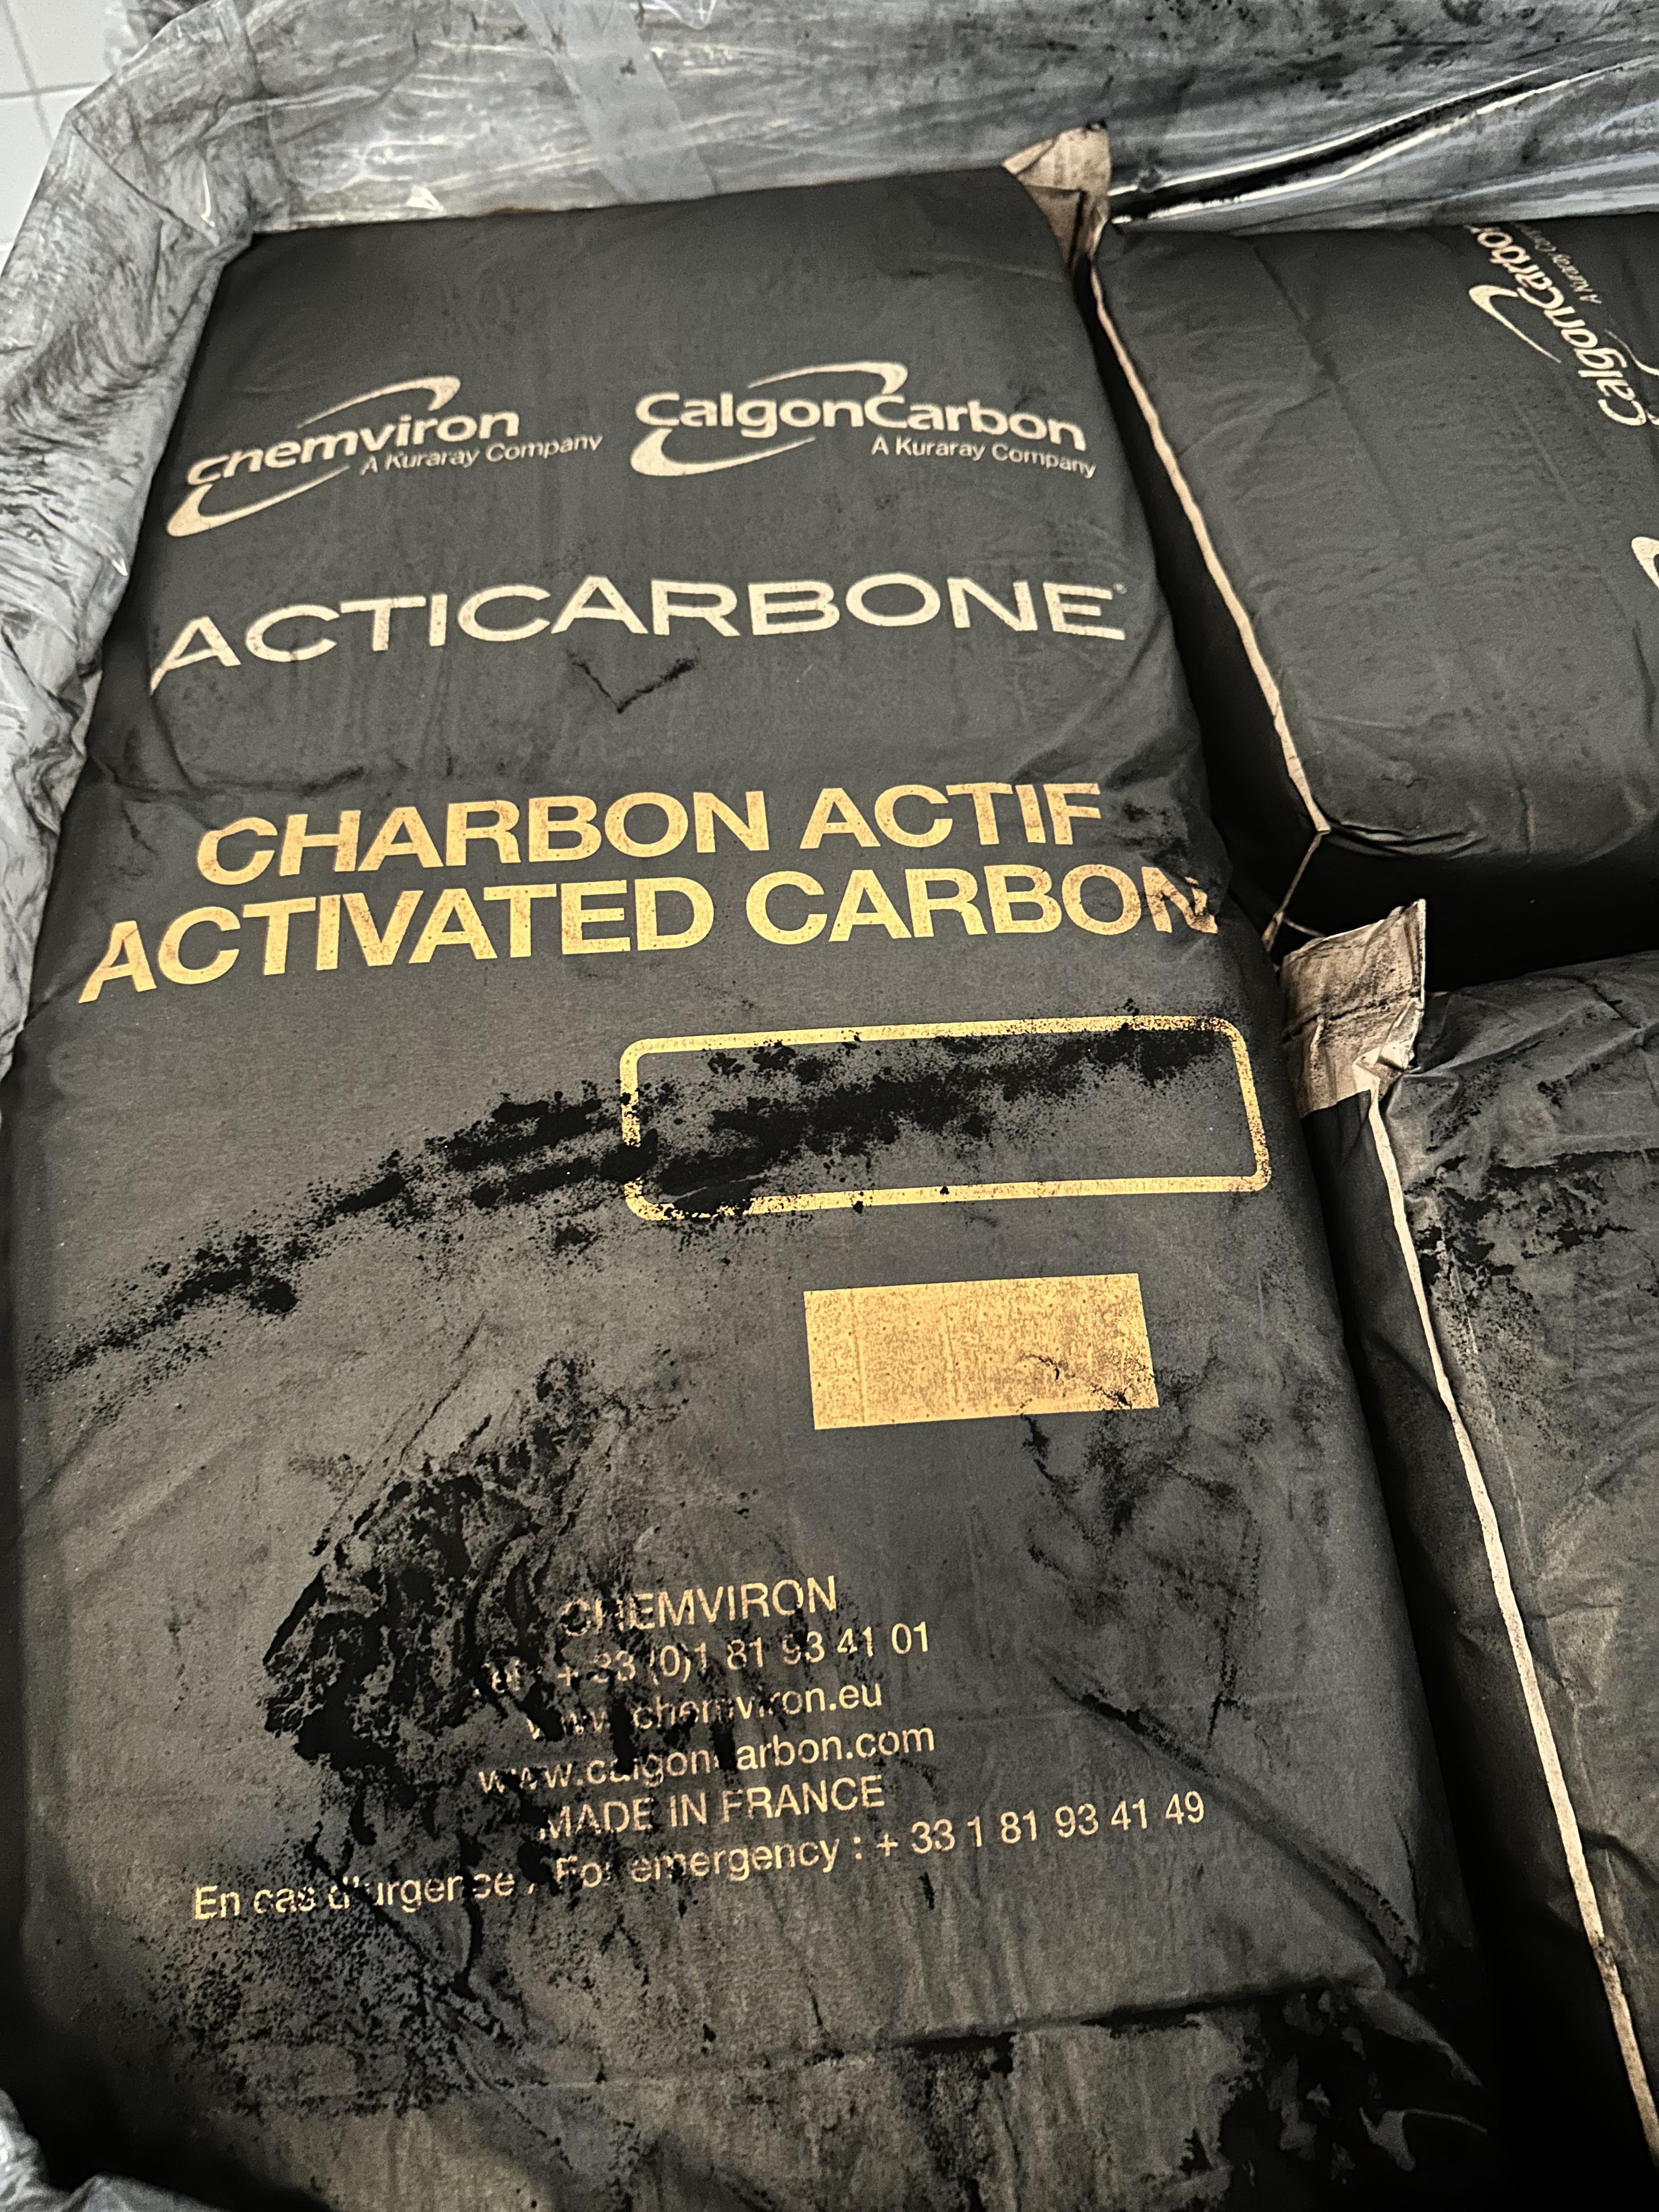 chemviron
A Kuraray Company
CalgonCarbon
A Kuraray Company
ACTICARBONE®
CHARBON ACTIF
ACTIVATED CARBON
CHEMVIRON
+ 33 (0)1 81 93 41 01
www.chemviron.eu
www.calgoncarbon.com
MADE IN FRANCE
En cas d'urgence / For emergency : + 33 1 81 93 41 49
CalgonCarbon
A Kuraray